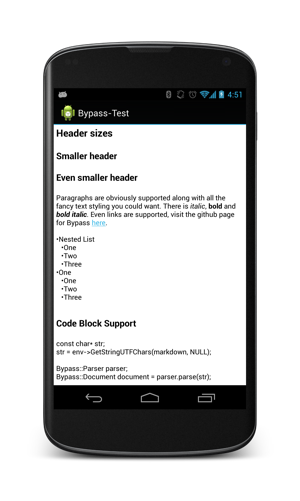 4:51
Bypass-Test
Header sizes
Smaller header
Even smaller header
Paragraphs are obviously supported along with all the
fancy text styling you could want. There is italic, bold and
bold italic. Even links are supported, visit the github page
for Bypass here.
•Nested List
•One
•Two
•Three
•One
•One
•Two
•Three
Code Block Support
const char* str;
str = env->GetStringUTFChars(markdown, NULL);
Bypass::Parser parser;
Bypass::Document document = parser.parse(str);